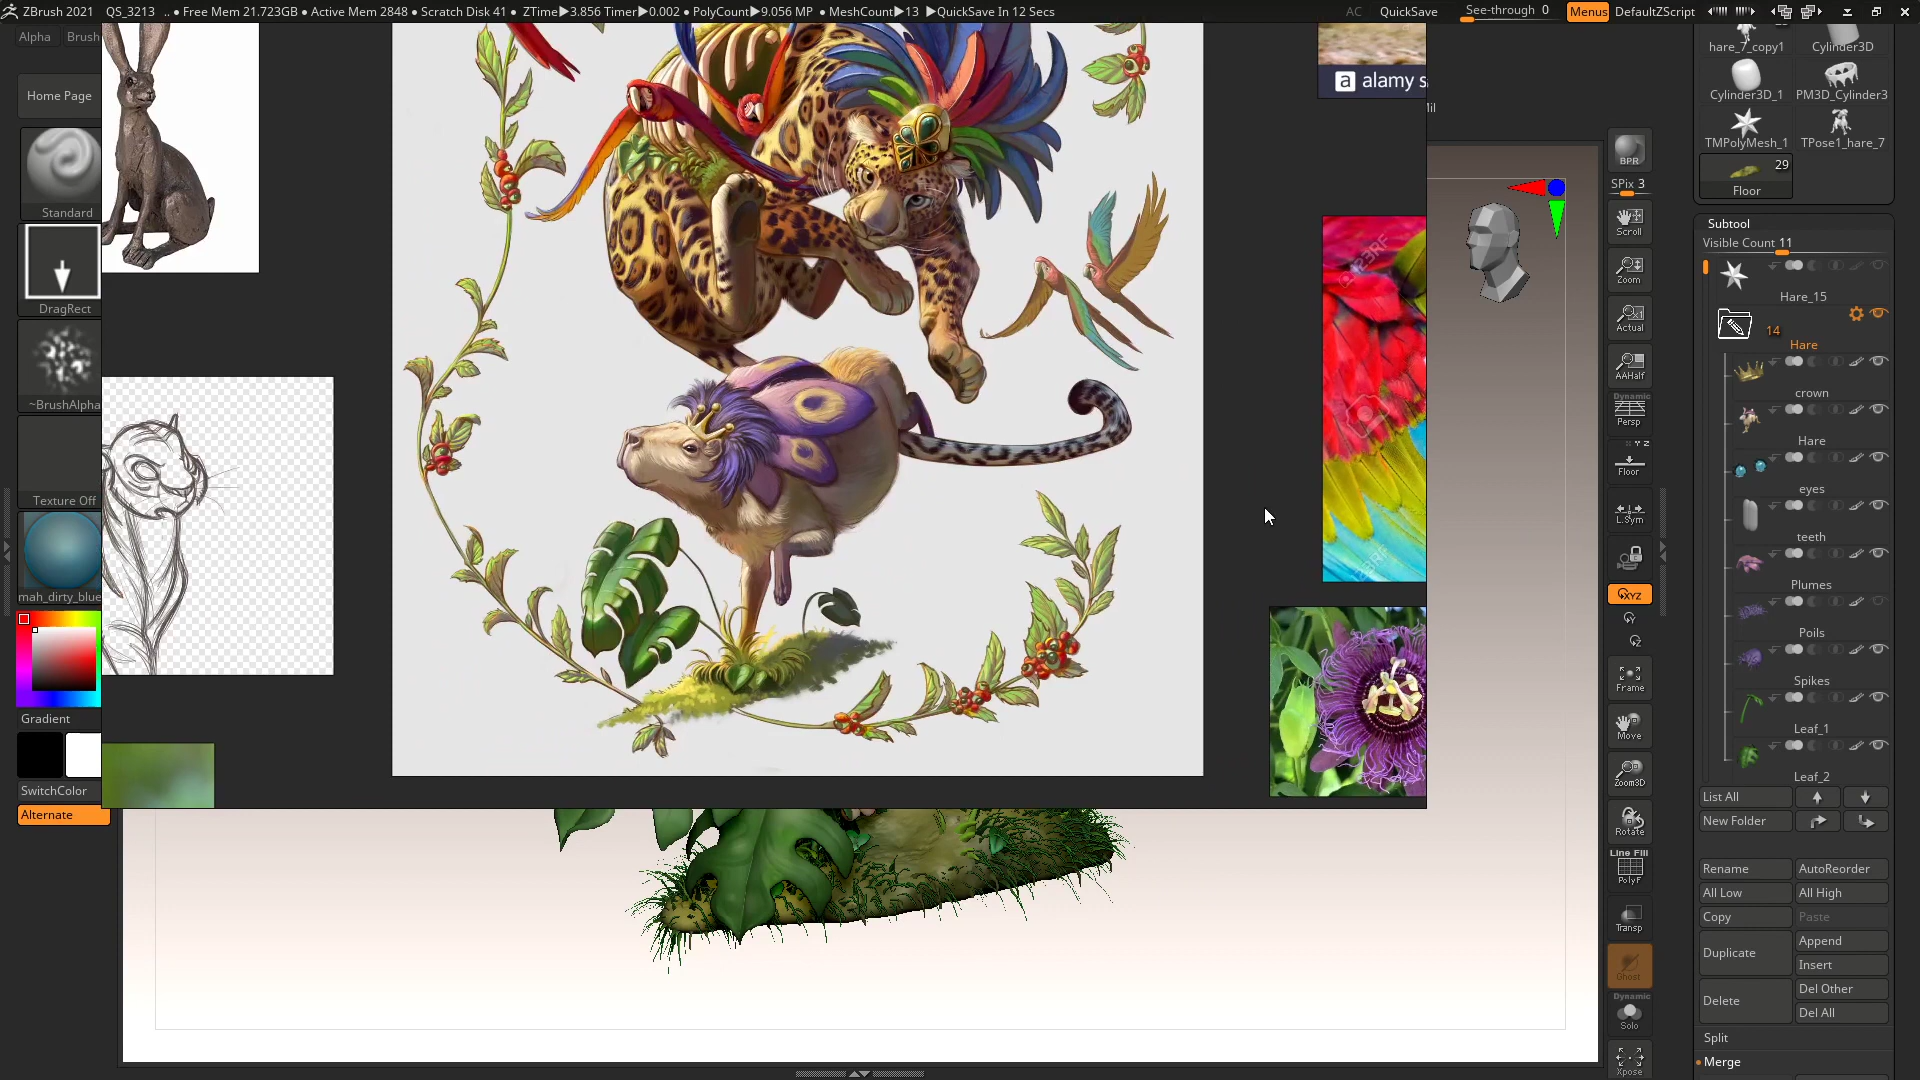 ZBrush 2021 QS_3213 .. • Free Mem 21.723GB • Active Mem 2848 • Scratch Disk 41 • ZTime▶3.856 Timer▶0.002 • PolyCount▶9.056 MP • MeshCount▶13 ▶QuickSave In 12 Secs AC QuickSave See-through 0 Menus DefaultZScript
Alpha Brush
Home Page
Standard
DragRect
~BrushAlpha
Texture Off
mah_dirty_blue
Gradient
SwitchColor
Alternate
a alamy s
123RF
123RF
BPR
SPix 3
Scroll
Zoom
Actual
AAHalf
Dynamic
Persp
Floor
L.Sym
XYZ
Frame
Move
Zoom3D
Rotate
Line Fill
PolyF
Transp
Ghost
Dynamic
Solo
Xpose
hare_7_copy1 Cylinder3D
Cylinder3D_1 PM3D_Cylinder3
TMPolyMesh_1 TPose1_hare_7
29
Floor
Subtool
Visible Count 11
Hare_15
14
Hare
crown
Hare
eyes
teeth
Plumes
Poils
Spikes
Leaf_1
Leaf_2
List All
New Folder
Rename AutoReorder
All Low All High
Copy Paste
Duplicate Append
Insert
Delete Del Other
Del All
Split
Merge